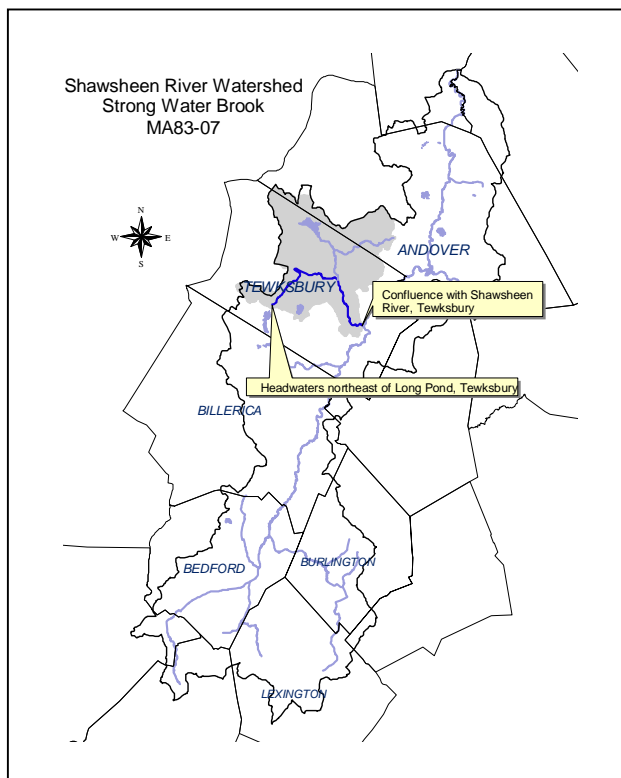 Shawsheen River Watershed
Strong Water Brook
MA83-07
N
W E
S
ANDOVER
TEWKSBURY
Confluence with Shawsheen
River, Tewksbury
Headwaters northeast of Long Pond, Tewksbury
BILLERICA
BEDFORD
BURLINGTON
LEXINGTON